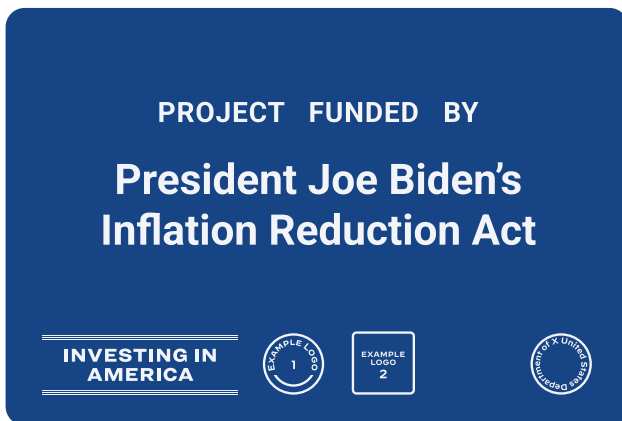 PROJECT FUNDED BY
President Joe Biden’s
Inflation Reduction Act
INVESTING IN
AMERICA
EXAMPLE LOGO
1
EXAMPLE
LOGO
2
Department of X United States